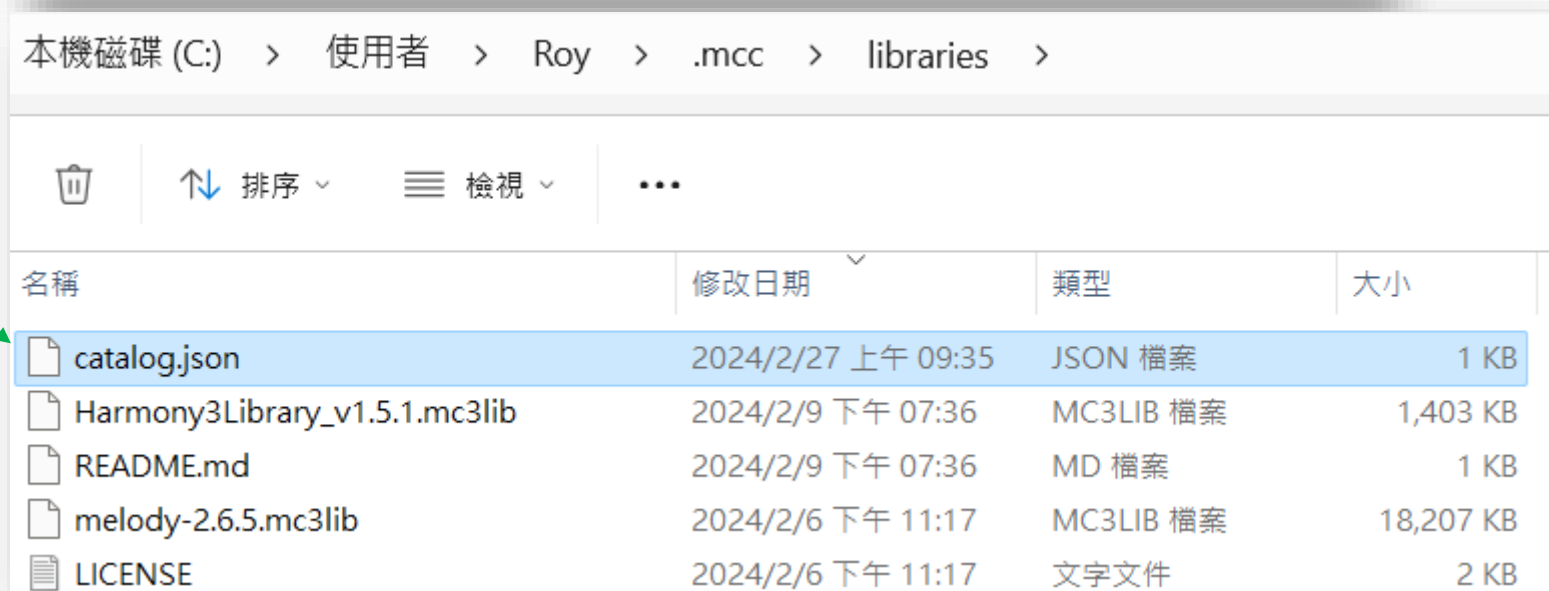 本機磁碟 (C:) > 使用者 > Roy > .mcc > libraries >
排序 檢視
名稱 修改日期 類型 大小
catalog.json 2024/2/27 上午 09:35 JSON 檔案 1 KB
Harmony3Library_v1.5.1.mc3lib 2024/2/9 下午 07:36 MC3LIB 檔案 1,403 KB
README.md 2024/2/9 下午 07:36 MD 檔案 1 KB
melody-2.6.5.mc3lib 2024/2/6 下午 11:17 MC3LIB 檔案 18,207 KB
LICENSE 2024/2/6 下午 11:17 文字文件 2 KB